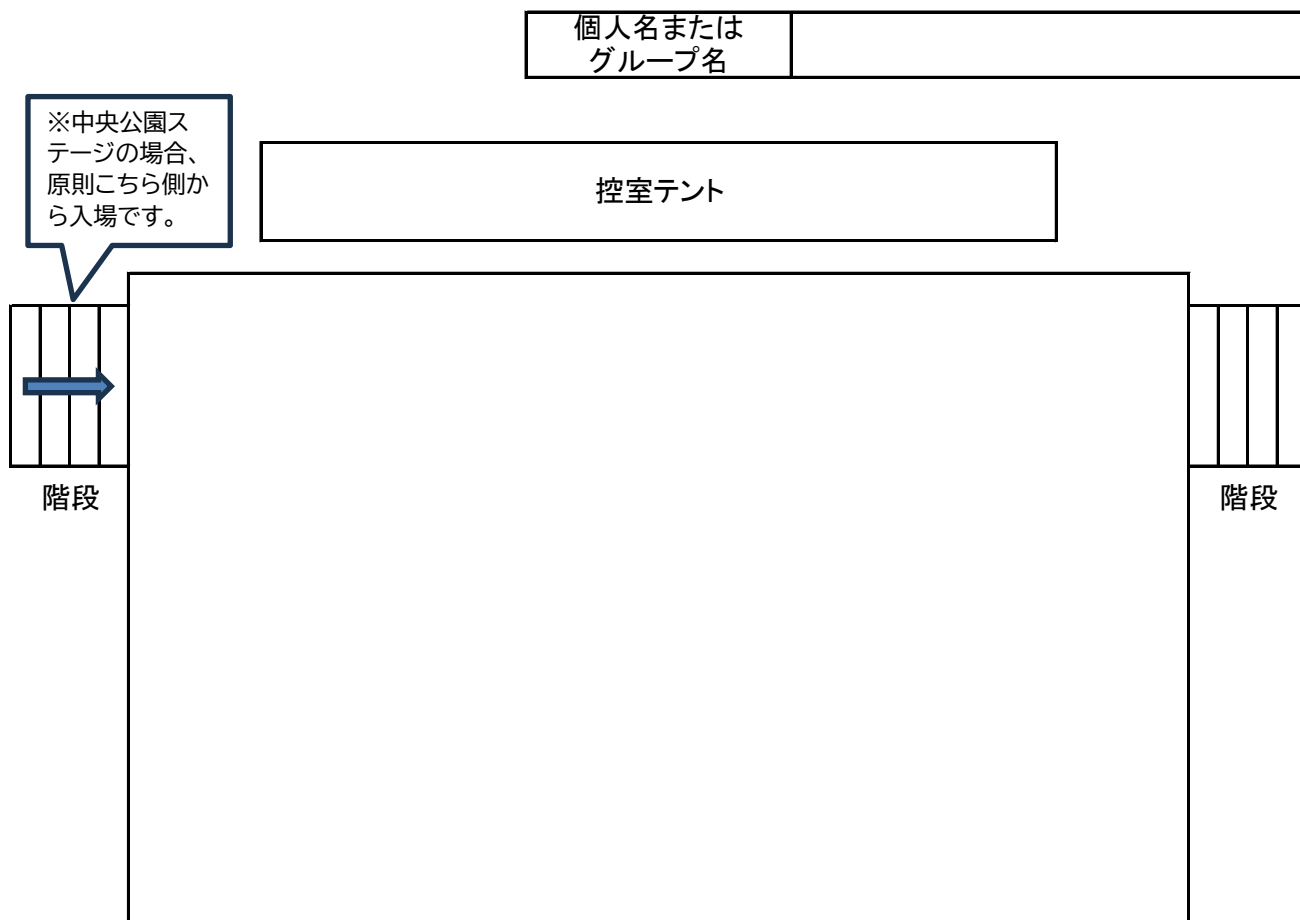 個人名または
グループ名
※中央公園ス
テージの場合、
原則こちら側か
ら入場です。
控室テント
階段
階段